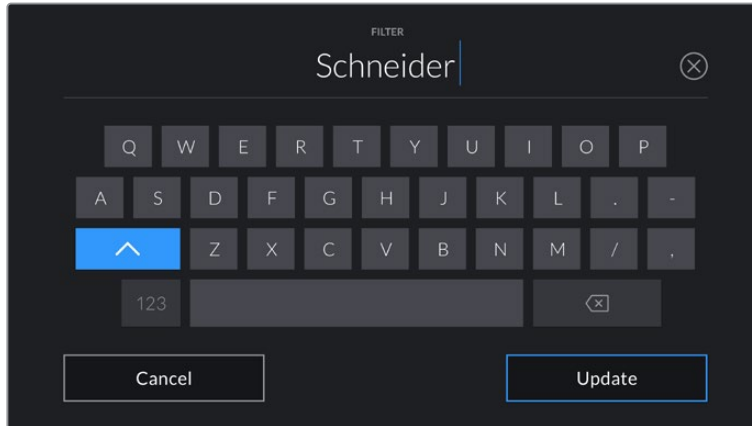 FILTER
Schneider
Q W E R T Y U I O P
A S D F G H J K L . -
Z X C V B N M / ,
123
Cancel Update